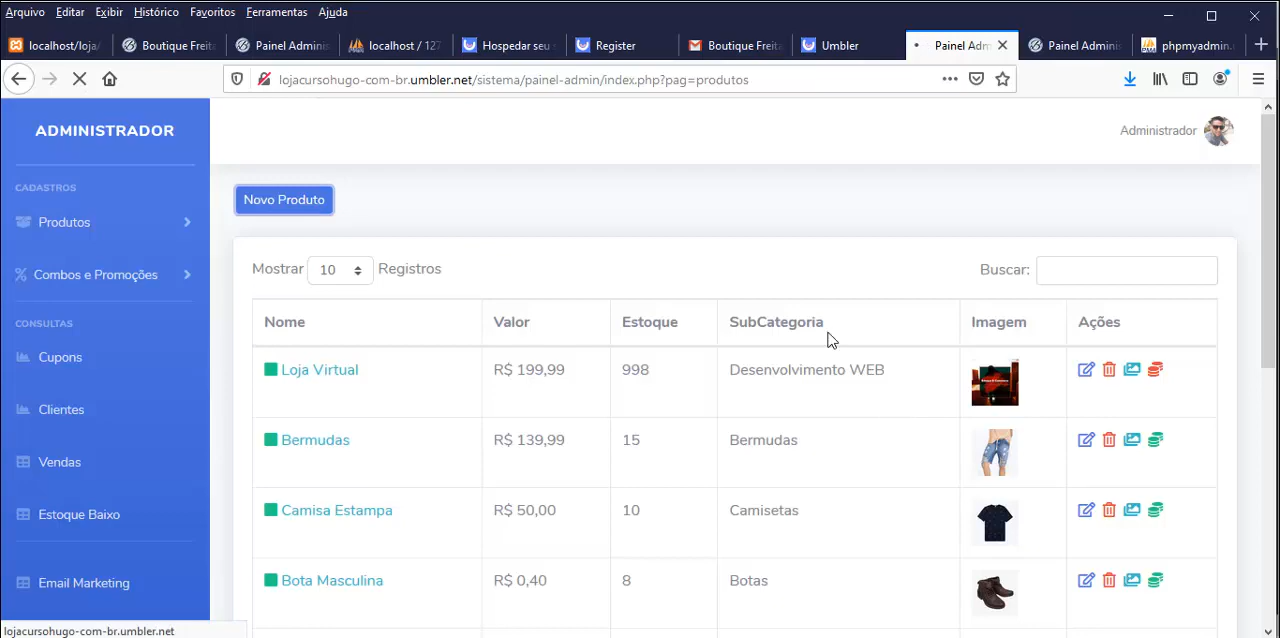 Arquivo Editar Exibir Histórico Favoritos Ferramentas Ajuda
localhost/loja/ Boutique Freita Painel Adminis localhost / 127 Hospedar seu Register Boutique Freita Umbler Painel Adm Painel Adminis phpmyadmin.
lojacursohugo-com-br.umbler.net/sistema/painel-admin/index.php?pag=produtos
ADMINISTRADOR
Administrador
CADASTROS
Produtos
Combos e Promoções
CONSULTAS
Cupons
Clientes
Vendas
Estoque Baixo
Email Marketing
Novo Produto
Mostrar 10 Registros
Buscar:
Nome Valor Estoque SubCategoria Imagem Ações
Loja Virtual R$ 199,99 998 Desenvolvimento WEB
Bermudas R$ 139,99 15 Bermudas
Camisa Estampa R$ 50,00 10 Camisetas
Bota Masculina R$ 0,40 8 Botas
lojacursohugo-com-br.umbler.net